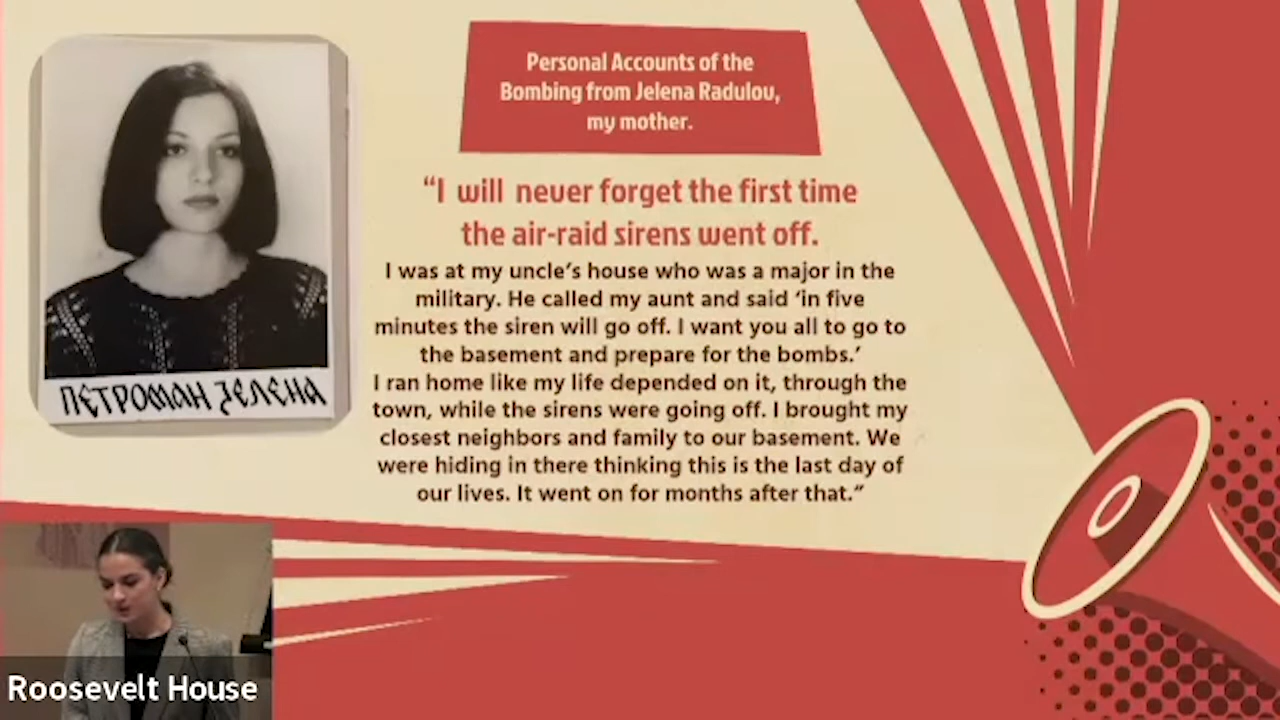 Personal Accounts of the
Bombing from Jelena Radulov,
my mother.
“I will never forget the first time
the air-raid sirens went off.
I was at my uncle’s house who was a major in the
military. He called my aunt and said ‘in five
minutes the siren will go off. I want you all to go to
the basement and prepare for the bombs.’
I ran home like my life depended on it, through the
town, while the sirens were going off. I brought my
closest neighbors and family to our basement. We
were hiding in there thinking this is the last day of
our lives. It went on for months after that.”
ПЕТРОМАН ЈЕЛЕНА
Roosevelt House